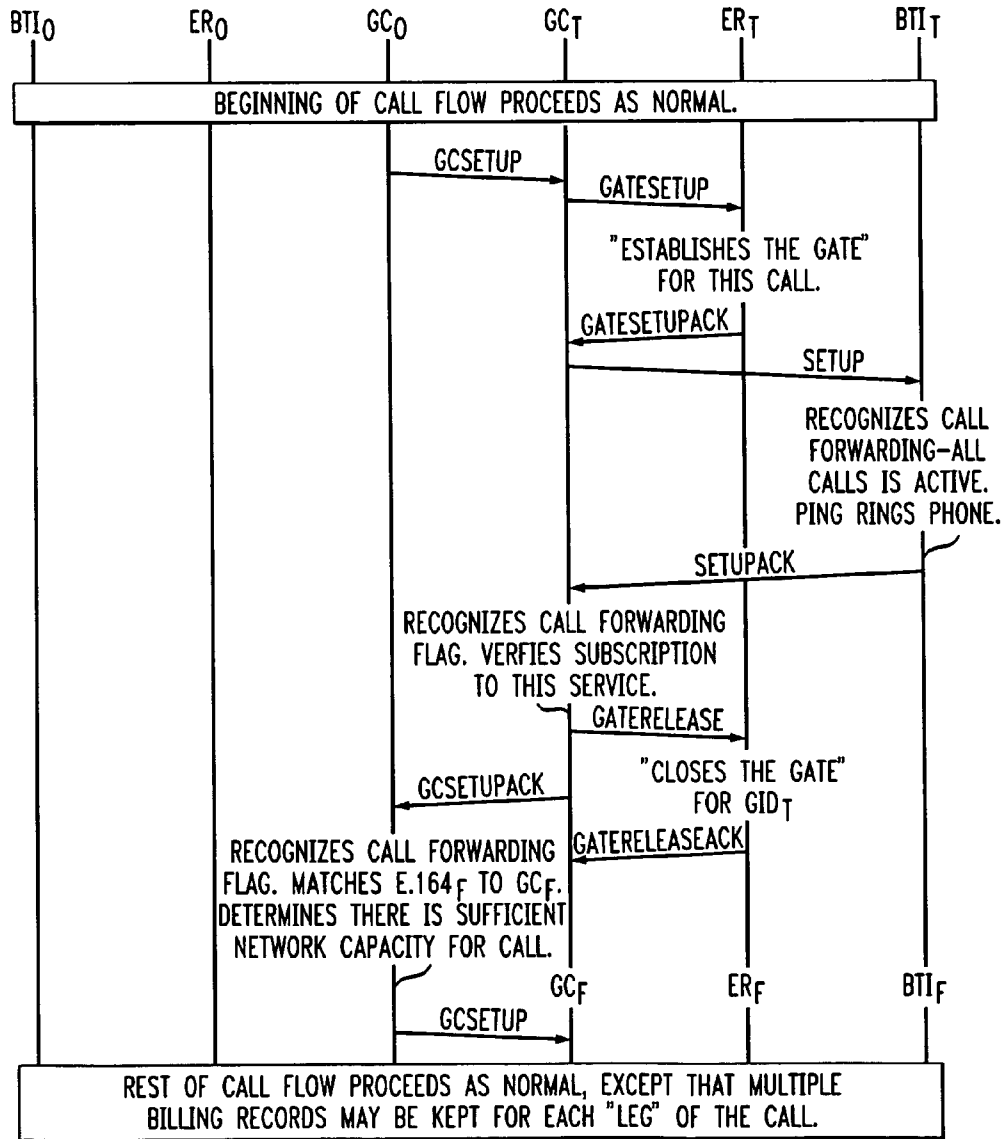 BTIO ERO GCO GCT ERT BTIT
BEGINNING OF CALL FLOW PROCEEDS AS NORMAL.
GCSETUP
GATESETUP
"ESTABLISHES THE GATE"
FOR THIS CALL.
GATESETUPACK
SETUP
RECOGNIZES CALL
FORWARDING-ALL
CALLS IS ACTIVE.
PING RINGS PHONE.
SETUPACK
RECOGNIZES CALL FORWARDING
FLAG. VERFIES SUBSCRIPTION
TO THIS SERVICE.
GATERELEASE
"CLOSES THE GATE"
FOR GIDT
GCSETUPACK
GATERELEASEACK
RECOGNIZES CALL FORWARDING
FLAG. MATCHES E.164F TO GCF.
DETERMINES THERE IS SUFFICIENT
NETWORK CAPACITY FOR CALL.
GCF ERF BTIF
GCSETUP
REST OF CALL FLOW PROCEEDS AS NORMAL, EXCEPT THAT MULTIPLE
BILLING RECORDS MAY BE KEPT FOR EACH "LEG" OF THE CALL.